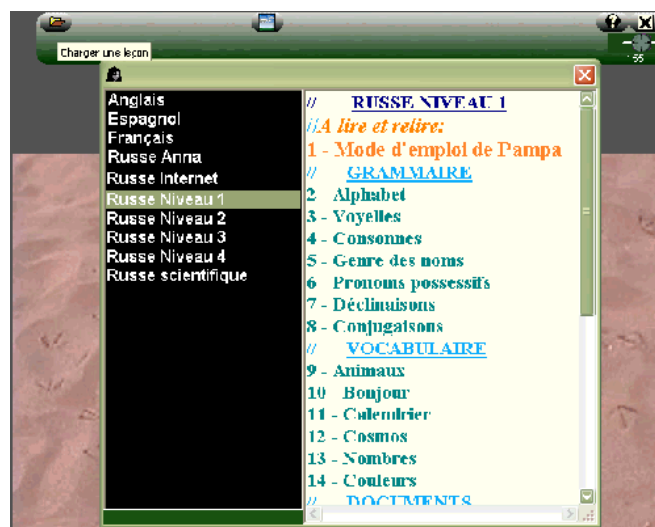 Charger une leçon
55
Anglais
Espagnol
Français
Russe Anna
Russe Internet
Russe Niveau 1
Russe Niveau 2
Russe Niveau 3
Russe Niveau 4
Russe scientifique
// RUSSE NIVEAU 1
//A lire et relire:
1 - Mode d'emploi de Pampa
// GRAMMAIRE
2 Alphabet
3 - Voyelles
4 - Consonnes
5 - Genre des noms
6 Pronoms possessifs
7 - Déclinaisons
8 - Conjugaisons
// VOCABULAIRE
9 - Animaux
10 Bonjour
11 - Calendrier
12 - Cosmos
13 - Nombres
14 - Couleurs
// DOCUMENTS